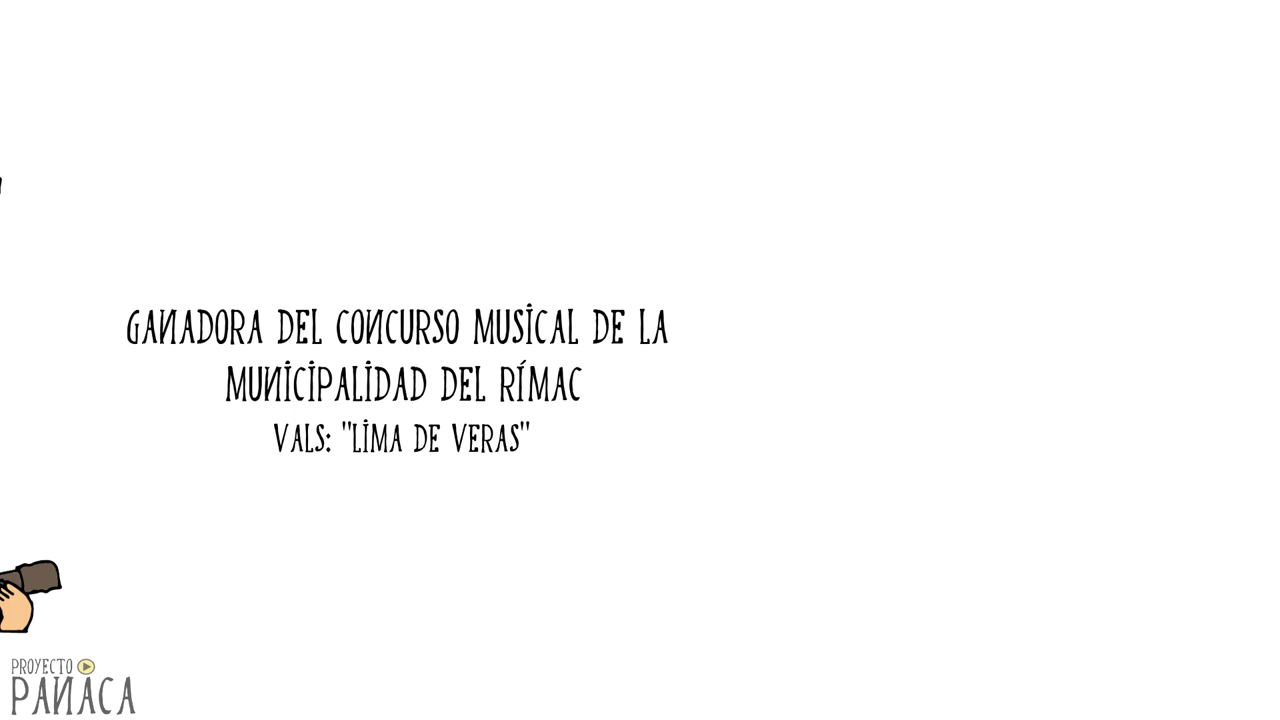 GANADORA DEL CONCURSO MUSICAL DE LA
MUNICIPALIDAD DEL RÍMAC
VALS: "LIMA DE VERAS"
PROYECTO
PANACA